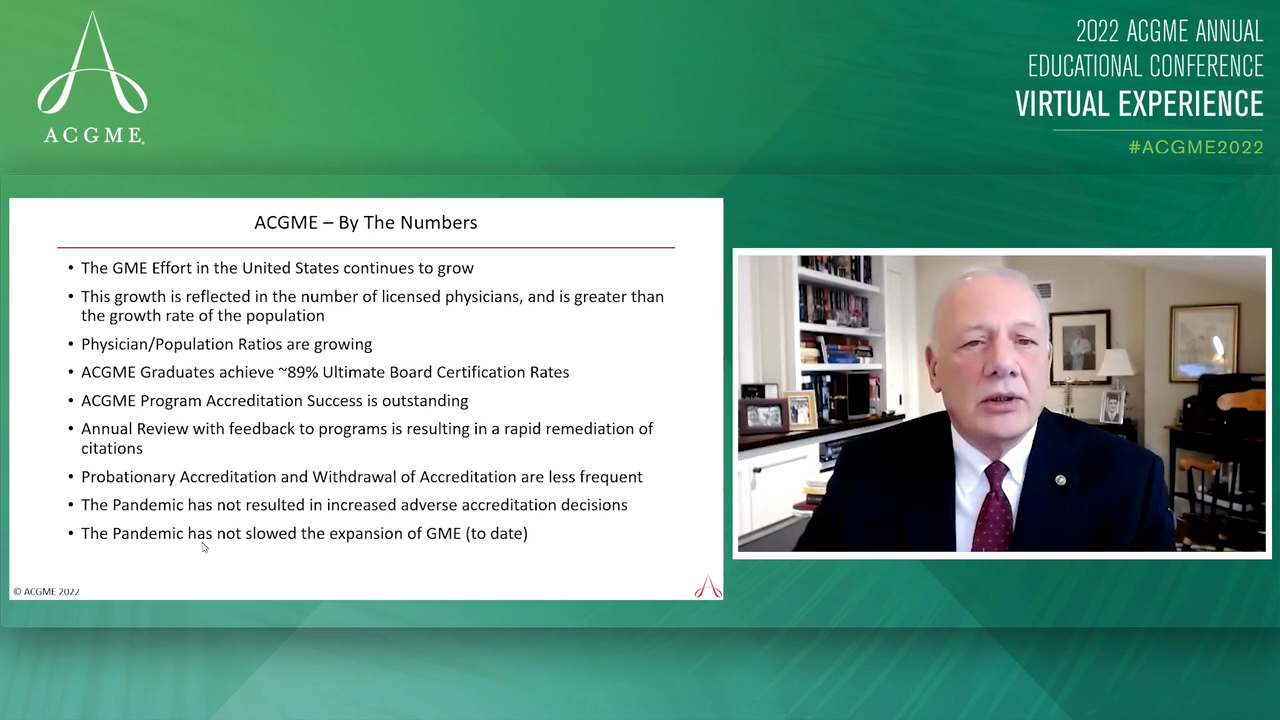 ACGME®
2022 ACGME ANNUAL
EDUCATIONAL CONFERENCE
VIRTUAL EXPERIENCE
#ACGME2022
ACGME – By The Numbers
• The GME Effort in the United States continues to grow
• This growth is reflected in the number of licensed physicians, and is greater than
the growth rate of the population
• Physician/Population Ratios are growing
• ACGME Graduates achieve ~89% Ultimate Board Certification Rates
• ACGME Program Accreditation Success is outstanding
• Annual Review with feedback to programs is resulting in a rapid remediation of
citations
• Probationary Accreditation and Withdrawal of Accreditation are less frequent
• The Pandemic has not resulted in increased adverse accreditation decisions
• The Pandemic has not slowed the expansion of GME (to date)
© ACGME 2022